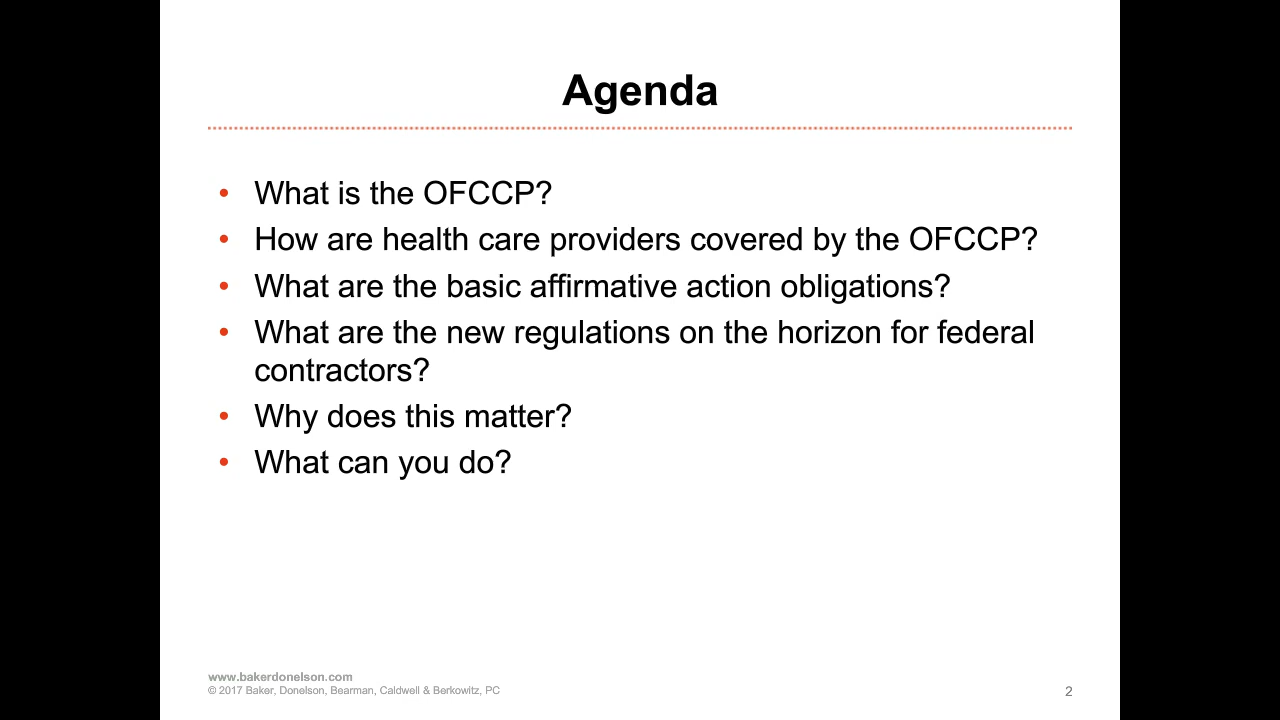 Agenda
• What is the OFCCP?
• How are health care providers covered by the OFCCP?
• What are the basic affirmative action obligations?
• What are the new regulations on the horizon for federal
contractors?
• Why does this matter?
• What can you do?
www.bakerdonelson.com
© 2017 Baker, Donelson, Bearman, Caldwell & Berkowitz, PC
2